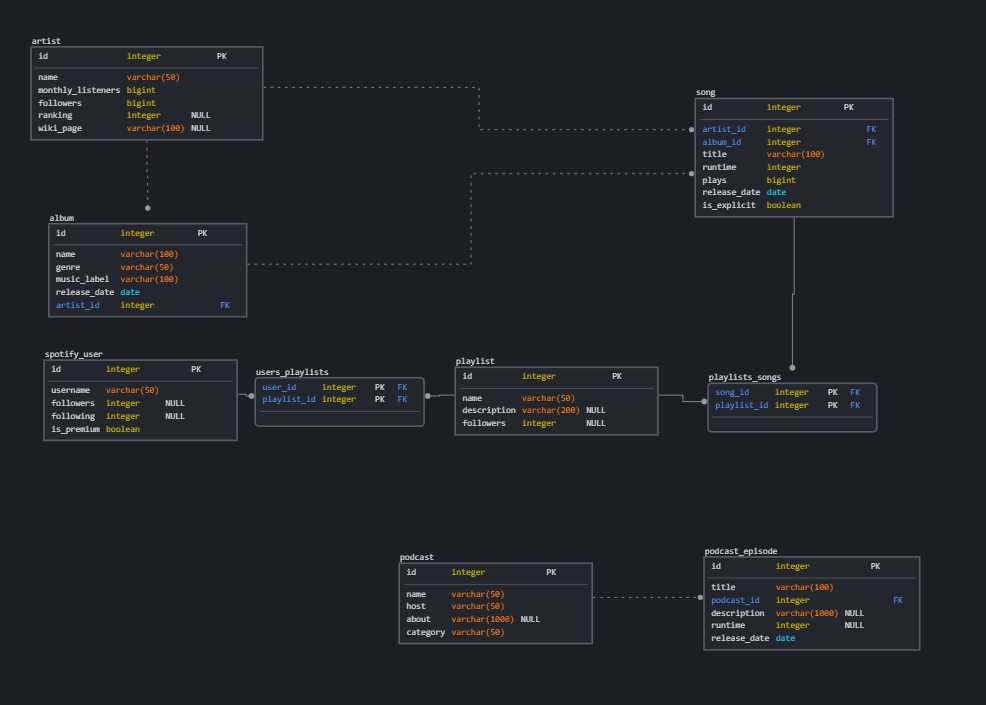 artist
id integer PK
name varchar(50)
monthly_listeners bigint
followers bigint
ranking integer NULL
wiki_page varchar(100) NULL
song
id integer PK
artist_id integer FK
album_id integer FK
title varchar(100)
runtime integer
plays bigint
release_date date
is_explicit boolean
album
id integer PK
name varchar(100)
genre varchar(50)
music_label varchar(100)
release_date date
artist_id integer FK
spotify_user
id integer PK
username varchar(50)
followers integer NULL
following integer NULL
is_premium boolean
users_playlists
user_id integer PK FK
playlist_id integer PK FK
playlist
id integer PK
name varchar(50)
description varchar(200) NULL
followers integer NULL
playlists_songs
song_id integer PK FK
playlist_id integer PK FK
podcast
id integer PK
name varchar(50)
host varchar(50)
about varchar(1000) NULL
category varchar(50)
podcast_episode
id integer PK
title varchar(100)
podcast_id integer FK
description varchar(1000) NULL
runtime integer NULL
release_date date